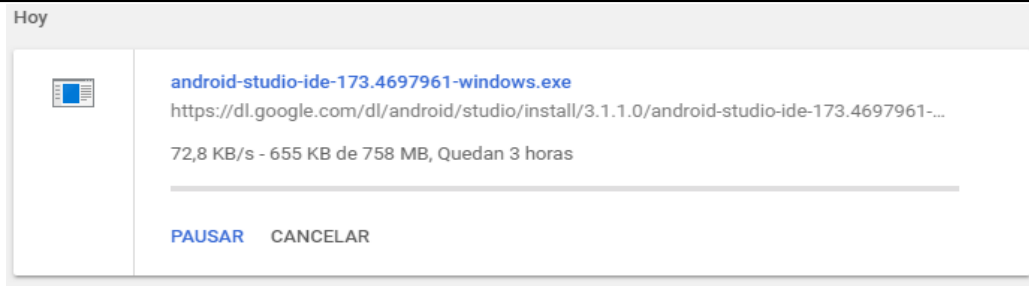 Hoy
android-studio-ide-173.4697961-windows.exe
https://dl.google.com/dl/android/studio/install/3.1.1.0/android-studio-ide-173.4697961-...
72,8 KB/s - 655 KB de 758 MB, Quedan 3 horas
PAUSAR CANCELAR